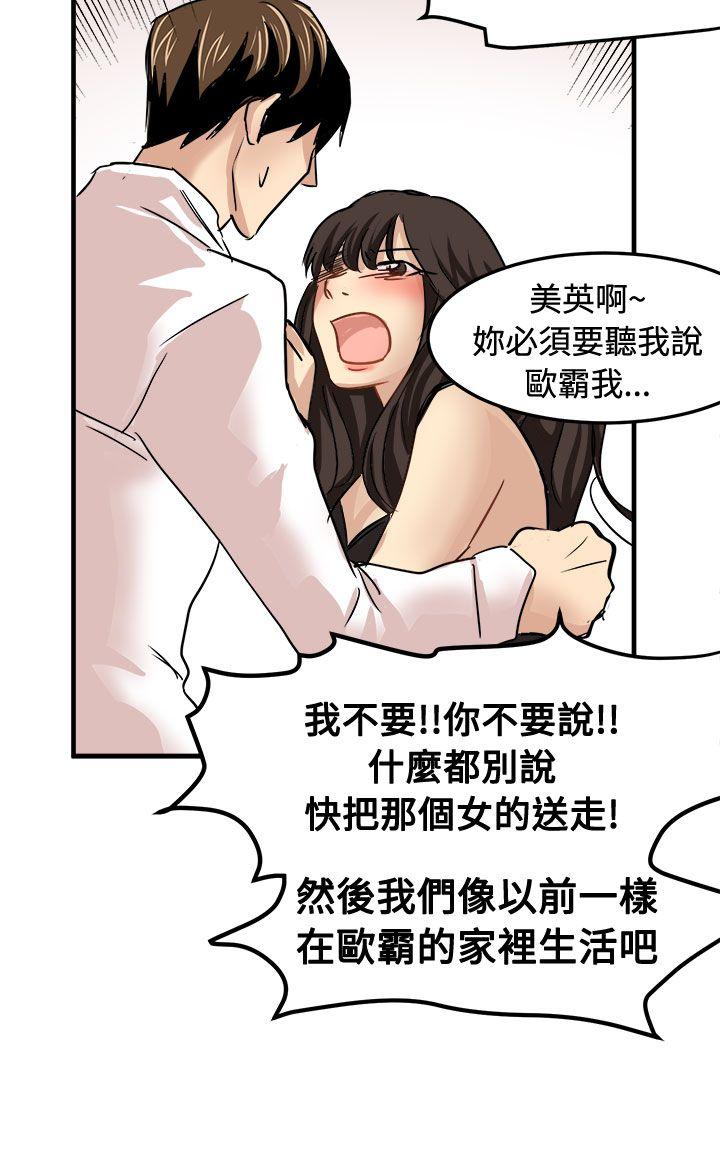 美英啊~
妳必須要聽我說
歐霸我...
我不要!!你不要說!!
什麼都別說
快把那個女的送走!
然後我們像以前一樣
在歐霸的家裡生活吧